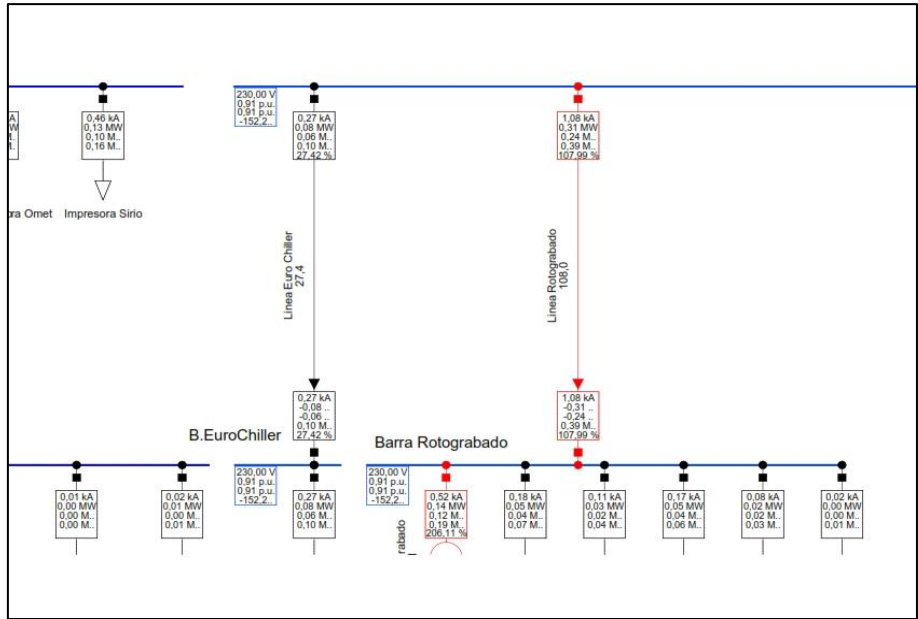 230,00 V
0,91 p.u.
0,91 p.u.
-152,2..
A
MW
M..
M..
0,46 kA
0,13 MW
0,10 M..
0,16 M..
0,27 kA
0,08 MW
0,06 M..
0,10 M..
27,42 %
1,08 kA
0,31 MW
0,24 M..
0,39 M..
107,99 %
ora Omet
Impresora Sirio
Linea Euro Chiller
27,4
Linea Rotograbado
108,0
0,27 kA
-0,08 ..
-0,06 ..
0,10 M..
27,42 %
1,08 kA
-0,31 ..
-0,24 ..
0,39 M..
107,99 %
B.EuroChiller
Barra Rotograbado
230,00 V
0,91 p.u.
0,91 p.u.
-152,2..
230,00 V
0,91 p.u.
0,91 p.u.
-152,2..
0,01 kA
0,00 MW
0,00 M..
0,00 M..
0,02 kA
0,01 MW
0,00 M..
0,01 M..
0,27 kA
0,08 MW
0,06 M..
0,10 M..
0,52 kA
0,14 MW
0,12 M..
0,19 M..
206,11 %
0,18 kA
0,05 MW
0,04 M..
0,07 M..
0,11 kA
0,03 MW
0,02 M..
0,04 M..
0,17 kA
0,05 MW
0,04 M..
0,06 M..
0,08 kA
0,02 MW
0,02 M..
0,03 M..
0,02 kA
0,00 MW
0,00 M..
0,01 M..
rabado